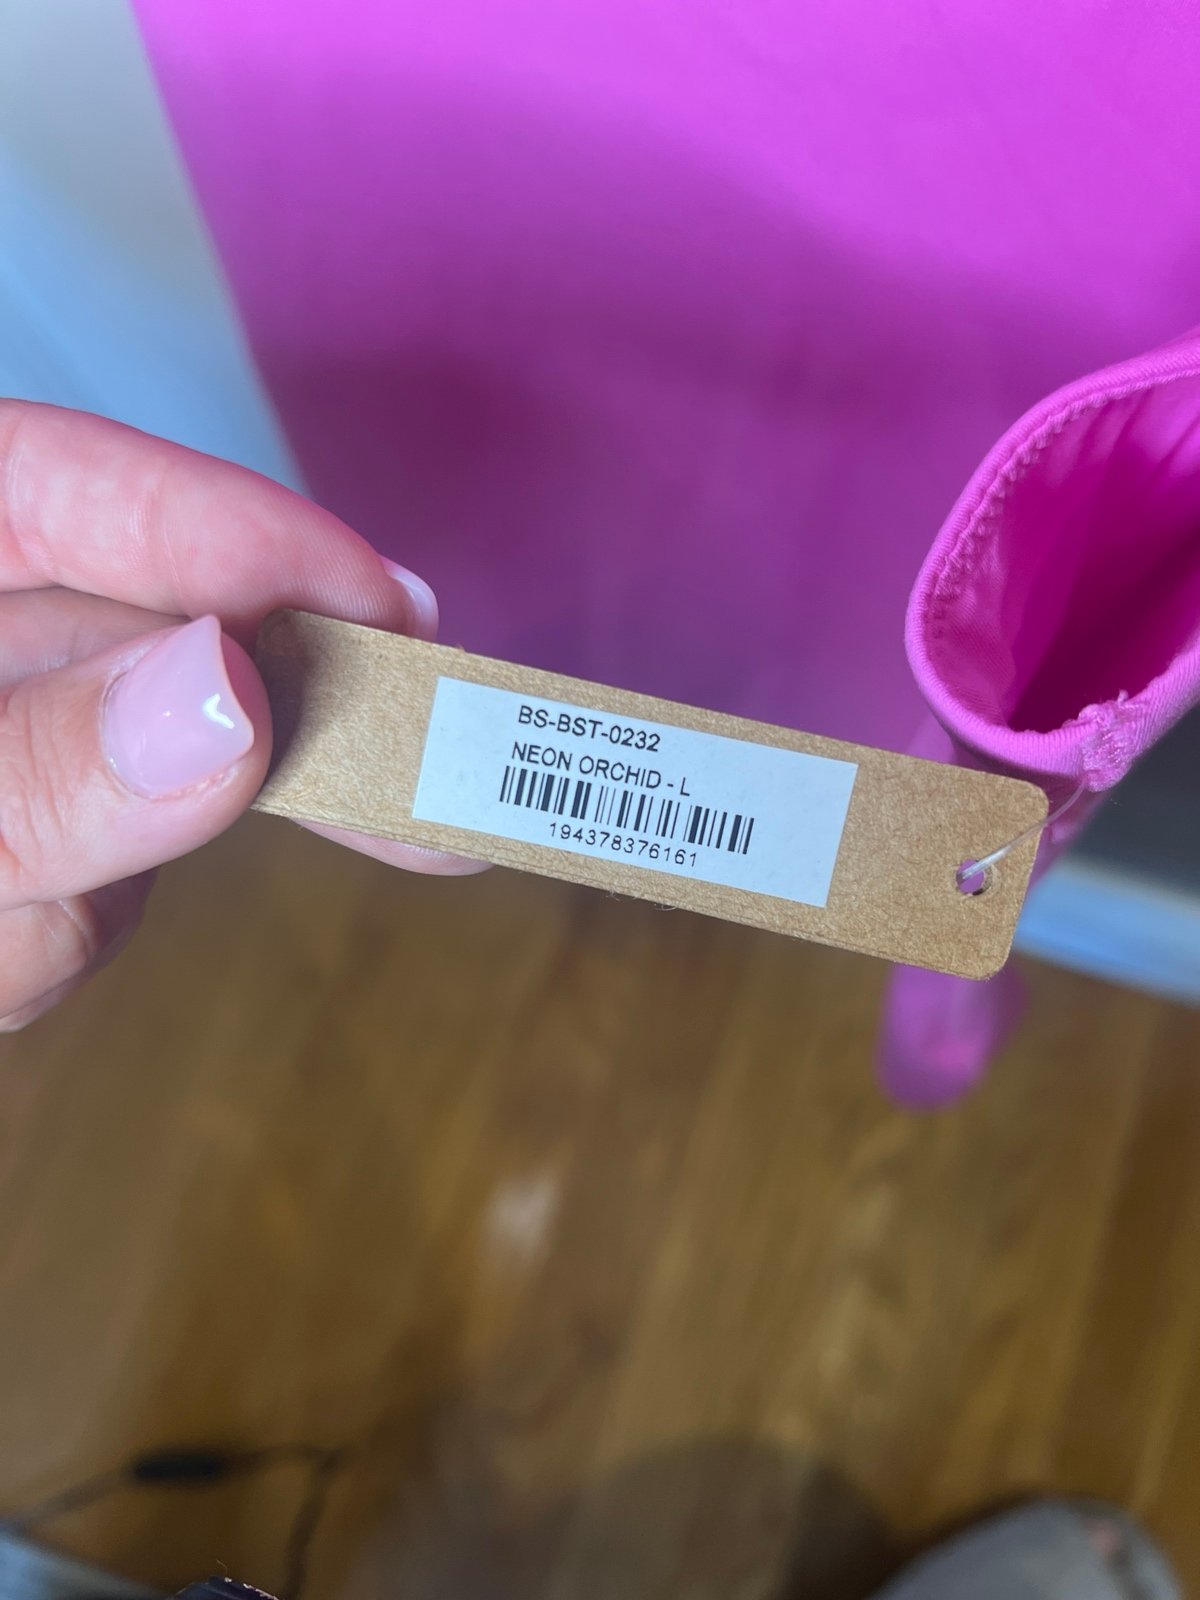 BS-BST-0232
NEON ORCHID - L
194378376161